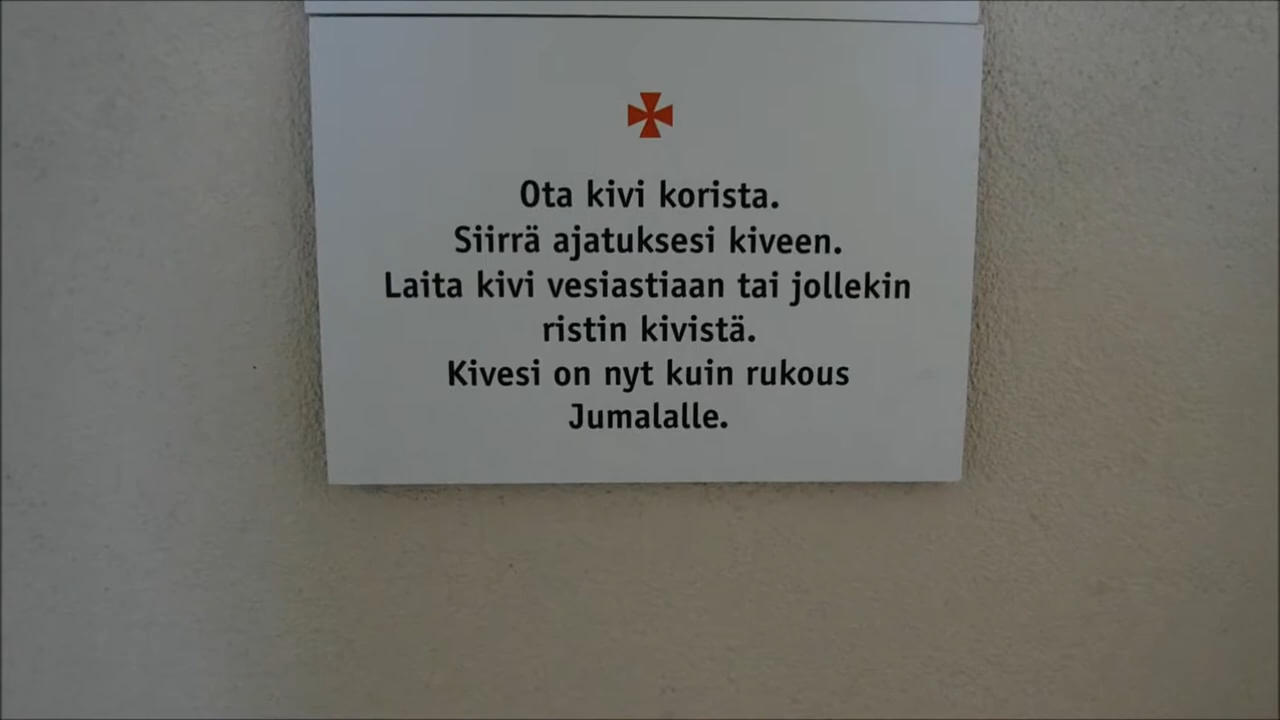 Ota kivi korista.
Siirrä ajatuksesi kiveen.
Laita kivi vesiastiaan tai jollekin
ristin kivistä.
Kivesi on nyt kuin rukous
Jumalalle.